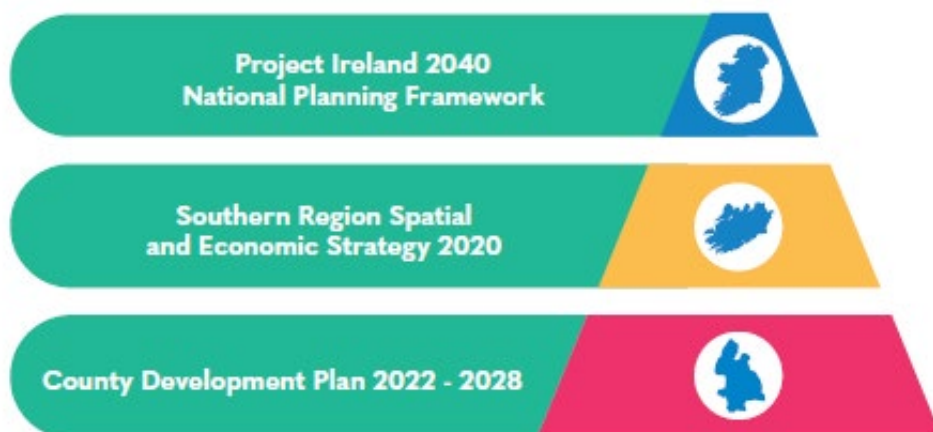 Project Ireland 2040
National Planning Framework
Southern Region Spatial
and Economic Strategy 2020
County Development Plan 2022 - 2028